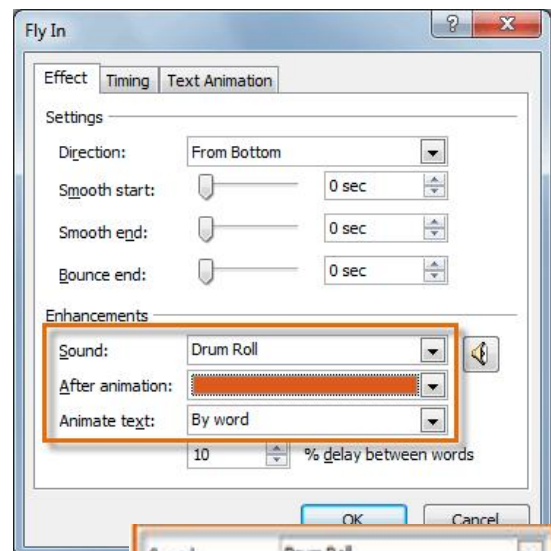 Fly In
Effect Timing Text Animation
Settings
Direction: From Bottom
Smooth start: 0 sec
Smooth end: 0 sec
Bounce end: 0 sec
Enhancements
Sound: Drum Roll
After animation:
Animate text: By word
10 % delay between words
OK Cancel
Drum Roll